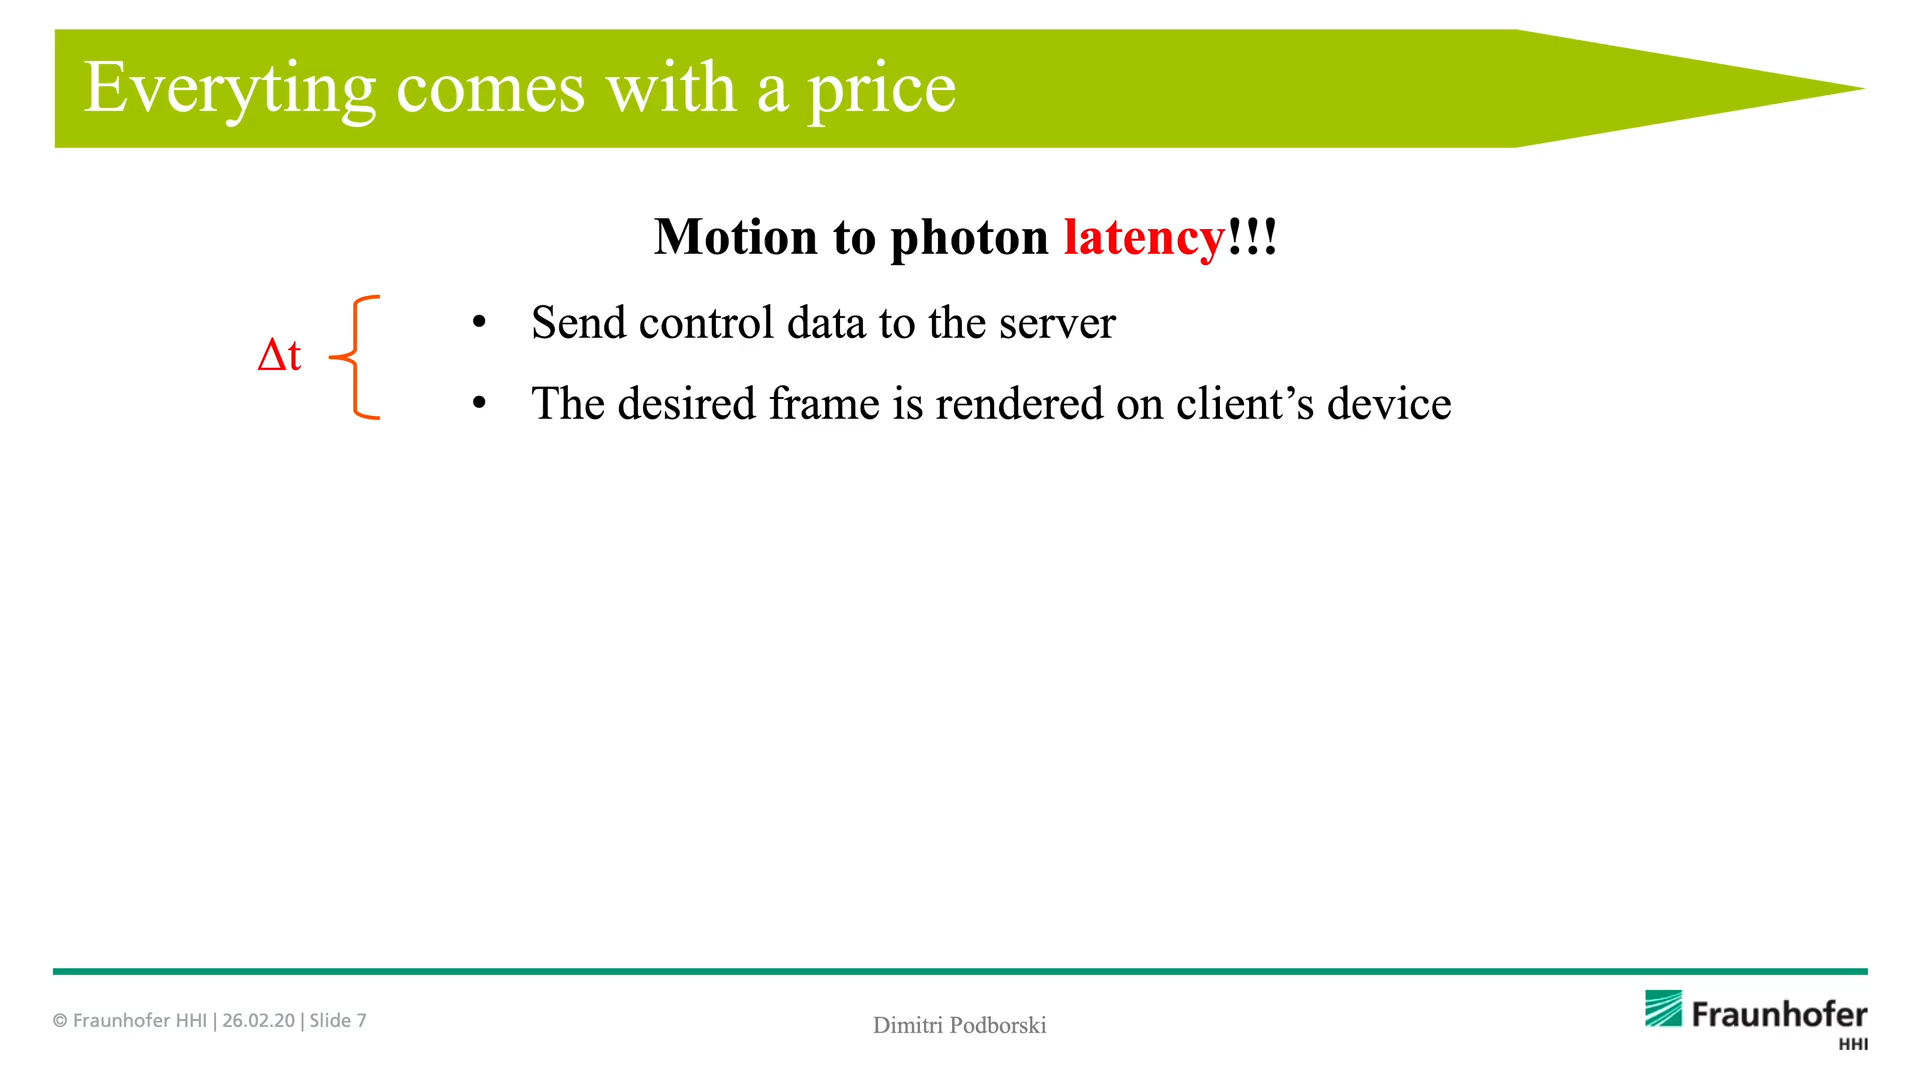 Everyting comes with a price
Motion to photon latency!!!
Δt
• Send control data to the server
• The desired frame is rendered on client’s device
© Fraunhofer HHI | 26.02.20 | Slide 7
Dimitri Podborski
Fraunhofer
HHI